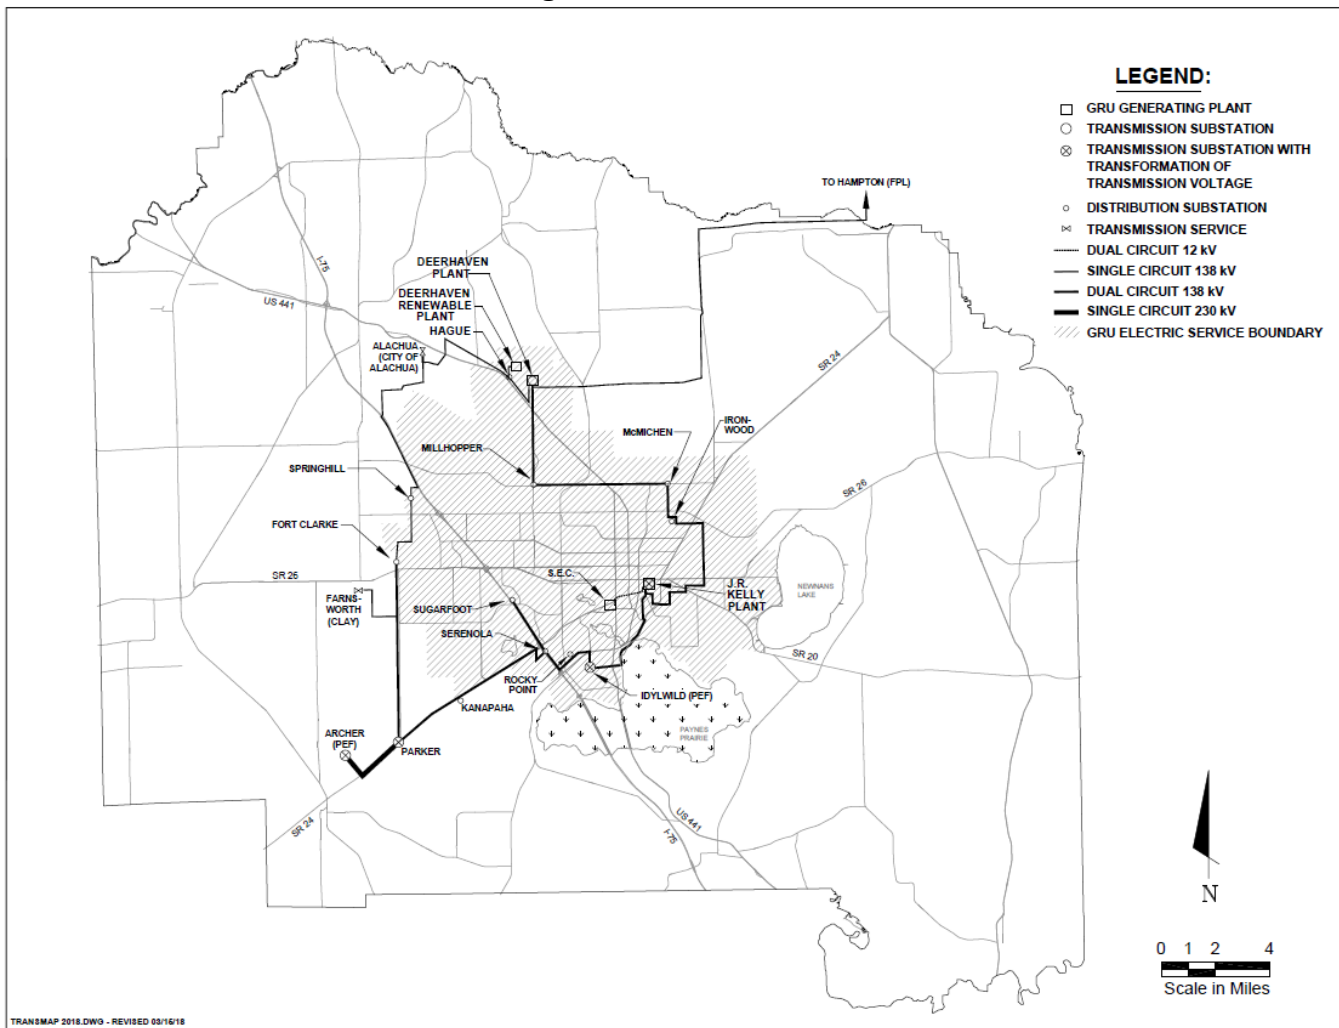 LEGEND:
GRU GENERATING PLANT
TRANSMISSION SUBSTATION
TRANSMISSION SUBSTATION WITH
TRANSFORMATION OF
TRANSMISSION VOLTAGE
DISTRIBUTION SUBSTATION
TRANSMISSION SERVICE
DUAL CIRCUIT 12 kV
SINGLE CIRCUIT 138 kV
DUAL CIRCUIT 138 kV
SINGLE CIRCUIT 230 kV
GRU ELECTRIC SERVICE BOUNDARY
TO HAMPTON (FPL)
I-75
US 441
DEERHAVEN
PLANT
DEERHAVEN
RENEWABLE
PLANT
HAGUE
ALACHUA
(CITY OF
ALACHUA)
SR 24
IRON-
WOOD
McMICHEN
MILLHOPPER
SPRINGHILL
SR 26
FORT CLARKE
SR 26
S.E.C.
J.R.
KELLY
PLANT
NEWNANS
LAKE
FARNS-
WORTH
(CLAY)
SUGARFOOT
SERENOLA
SR 20
ROCKY
POINT
IDYLWILD (PEF)
KANAPAHA
PAYNES
PRAIRIE
ARCHER
(PEF)
PARKER
SR 24
US 441
I-75
N
0 1 2 4
Scale in Miles
TRANSMAP 2018.DWG - REVISED 03/16/18